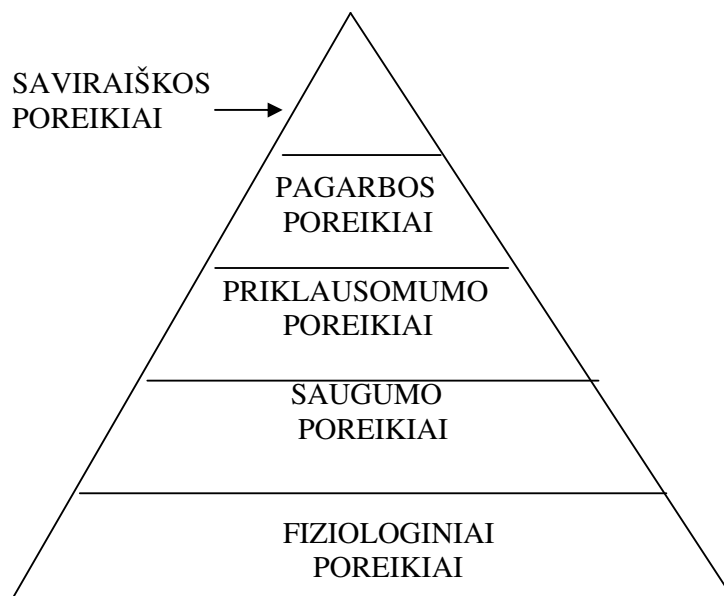 SAVIRAIŠKOS
POREIKIAI
PAGARBOS
POREIKIAI
PRIKLAUSOMUMO
POREIKIAI
SAUGUMO
POREIKIAI
FIZIOLOGINIAI
POREIKIAI